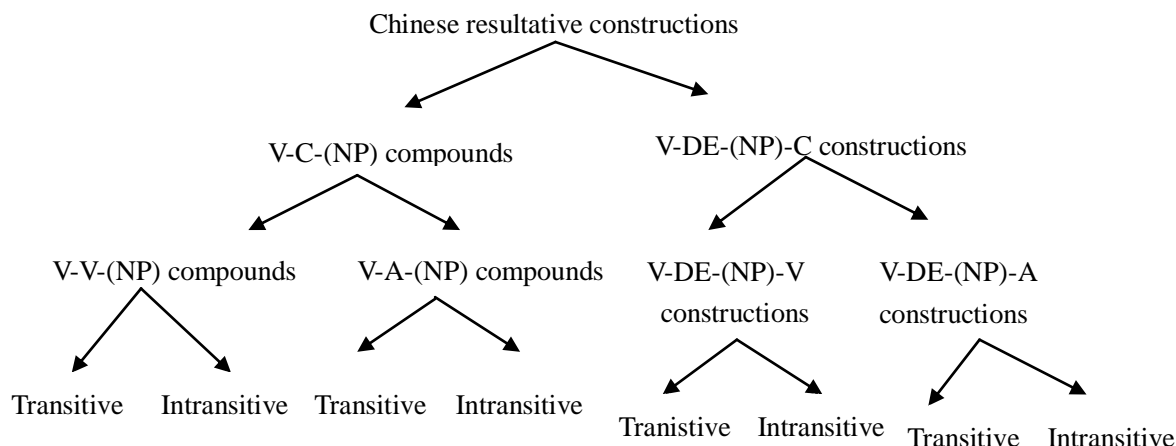 Chinese resultative constructions
V-C-(NP) compounds
V-DE-(NP)-C constructions
V-V-(NP) compounds
V-A-(NP) compounds
V-DE-(NP)-V
constructions
V-DE-(NP)-A
constructions
Transitive
Intransitive
Transitive
Intransitive
Tranistive
Intransitive
Transitive
Intransitive